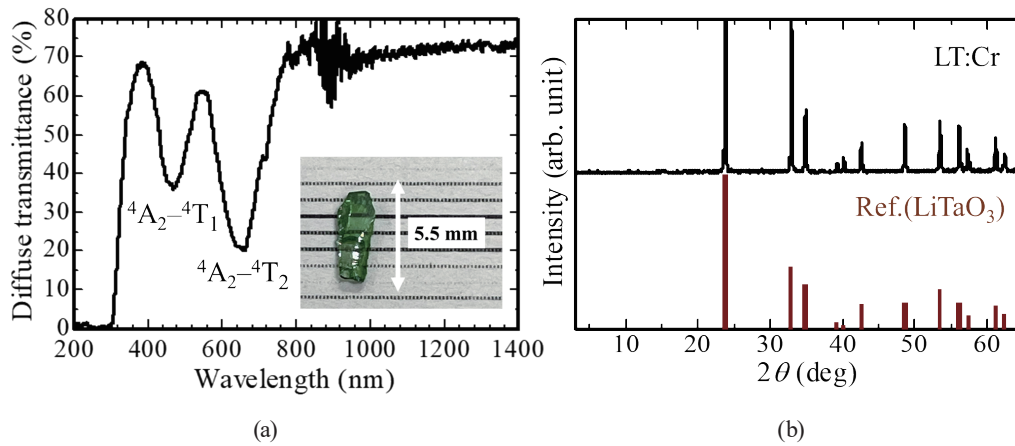 80
70
60
50
40
30
20
10
0
Diffuse transmittance (%)
⁴A₂–⁴T₁
⁴A₂–⁴T₂
5.5 mm
200 400 600 800 1000 1200 1400
Wavelength (nm)
(a)
Intensity (arb. unit)
LT:Cr
Ref.(LiTaO₃)
10 20 30 40 50 60
2θ (deg)
(b)